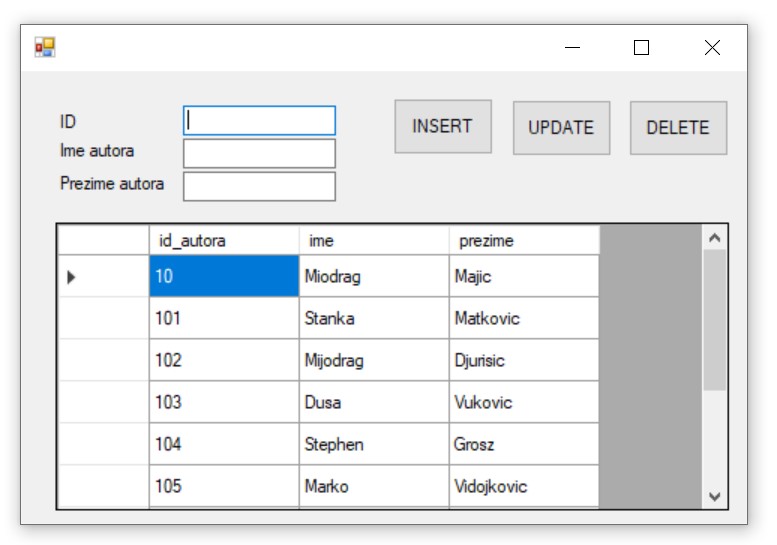 ID
Ime autora
Prezime autora
INSERT UPDATE DELETE
id_autora ime prezime
10 Miodrag Majic
101 Stanka Matkovic
102 Mijodrag Djurisic
103 Dusa Vukovic
104 Stephen Grosz
105 Marko Vidojkovic